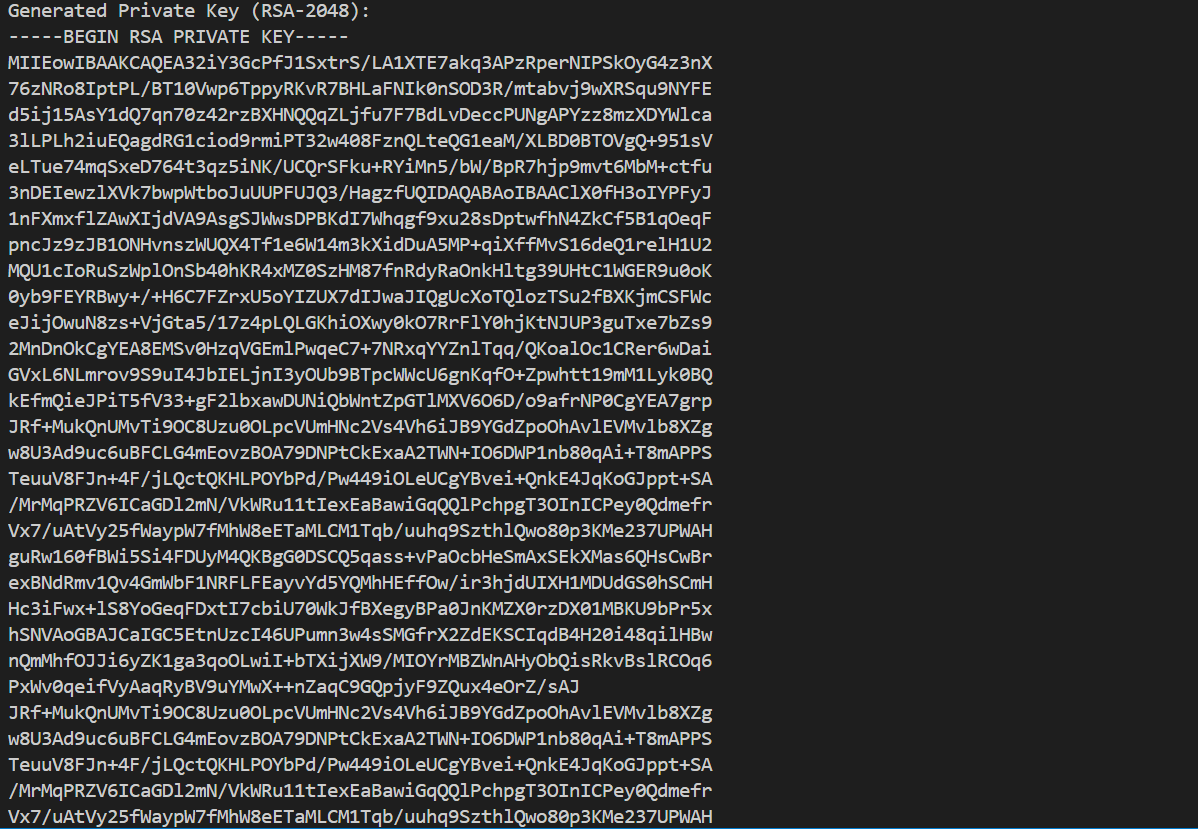 Generated Private Key (RSA-2048):
-----BEGIN RSA PRIVATE KEY-----
MIIEowIBAAKCAQEA32iY3GcPfJ1SxtrS/LA1XTE7akq3APzRperNIPSkOyG4z3nX
76zNRo8IptPL/BT10Vwp6TppyRKvR7BHLaFNIk0nSOD3R/mtabvj9wXRSqu9NYFE
d5ij15AsY1dQ7qn70z42rzBXHNQQqZLjfu7F7BdLvDeccPUNgAPYzz8mzXDYWlca
3lLPLh2iuEQagdRG1ciod9rmiPT32w408FznQLteQG1eaM/XLBD0BTOVgQ+951sV
eLTue74mqSxeD764t3qz5iNK/UCQrSFku+RYiMn5/bW/BpR7hjp9mvt6MbM+ctfu
3nDEIewzlXVk7bwpWtboJuUUPFUJQ3/HagzfUQIDAQABAoIBAAClX0fH3oIYPFyJ
1nFXmxflZAwXIjdVA9AsgSJWwsDPBKdI7Whqgf9xu28sDptwfhN4ZkCf5B1qOeqF
pncJz9zJB1ONHvnszWUQX4Tf1e6W14m3kXidDuA5MP+qiXffMvS16deQ1relH1U2
MQU1cIoRuSzWplOnSb40hKR4xMZ0SzHM87fnRdyRaOnkHltg39UHtC1WGER9u0oK
0yb9FEYRBwy+/+H6C7FZrxU5oYIZUX7dIJwaJIQgUcXoTQlozTSu2fBXKjmCSFWc
eJijOwuN8zs+VjGta5/17z4pLQLGKhiOXwy0kO7RrFlY0hjKtNJUP3guTxe7bZs9
2MnDnOkCgYEA8EMSv0HzqVGEmlPwqeC7+7NRxqYYZnlTqq/QKoalOc1CRer6wDai
GVxL6NLmrov9S9uI4JbIELjnI3yOUb9BTpcWWcU6gnKqfO+Zpwhtt19mM1Lyk0BQ
kEfmQieJPiT5fV33+gF2lbxawDUNiQbWntZpGTlMXV6O6D/o9afrNP0CgYEA7grp
JRf+MukQnUMvTi9OC8Uzu0OLpcVUmHNc2Vs4Vh6iJB9YGdZpoOhAvlEVMvlb8XZg
w8U3Ad9uc6uBFCLG4mEovzBOA79DNPtCkExaA2TWN+IO6DWP1nb80qAi+T8mAPPS
TeuuV8FJn+4F/jLQctQKHLPOYbPd/Pw449iOLeUCgYBvei+QnkE4JqKoGJppt+SA
/MrMqPRZV6ICaGDl2mN/VkWRu11tIexEaBawiGqQQlPchpgT3OInICPey0Qdmefr
Vx7/uAtVy25fWaypW7fMhW8eETaMLCM1Tqb/uuhq9SzthlQwo80p3KMe237UPWAH
guRw160fBWi5Si4FDUyM4QKBgG0DSCQ5qass+vPaOcbHeSmAxSEkXMas6QHsCwBr
exBNdRmv1Qv4GmWbF1NRFLFEayvYd5YQMhHEffOw/ir3hjdUIXH1MDUdGS0hSCmH
Hc3iFwx+lS8YoGeqFDxtI7cbiU70WkJfBXegyBPa0JnKMZX0rzDX01MBKU9bPr5x
hSNVAoGBAJCaIGC5EtnUzcI46UPumn3w4sSMGfrX2ZdEKSCIqdB4H20i48qilHBw
nQmMhfOJJi6yZK1ga3qoOLwiI+bTXijXW9/MIOYrMBZWnAHyObQisRkvBslRCOq6
PxWv0qeifVyAaqRyBV9uYMwX++nZaqC9GQpjyF9ZQux4eOrZ/sAJ
JRf+MukQnUMvTi9OC8Uzu0OLpcVUmHNc2Vs4Vh6iJB9YGdZpoOhAvlEVMvlb8XZg
w8U3Ad9uc6uBFCLG4mEovzBOA79DNPtCkExaA2TWN+IO6DWP1nb80qAi+T8mAPPS
TeuuV8FJn+4F/jLQctQKHLPOYbPd/Pw449iOLeUCgYBvei+QnkE4JqKoGJppt+SA
/MrMqPRZV6ICaGDl2mN/VkWRu11tIexEaBawiGqQQlPchpgT3OInICPey0Qdmefr
Vx7/uAtVy25fWaypW7fMhW8eETaMLCM1Tqb/uuhq9SzthlQwo80p3KMe237UPWAH